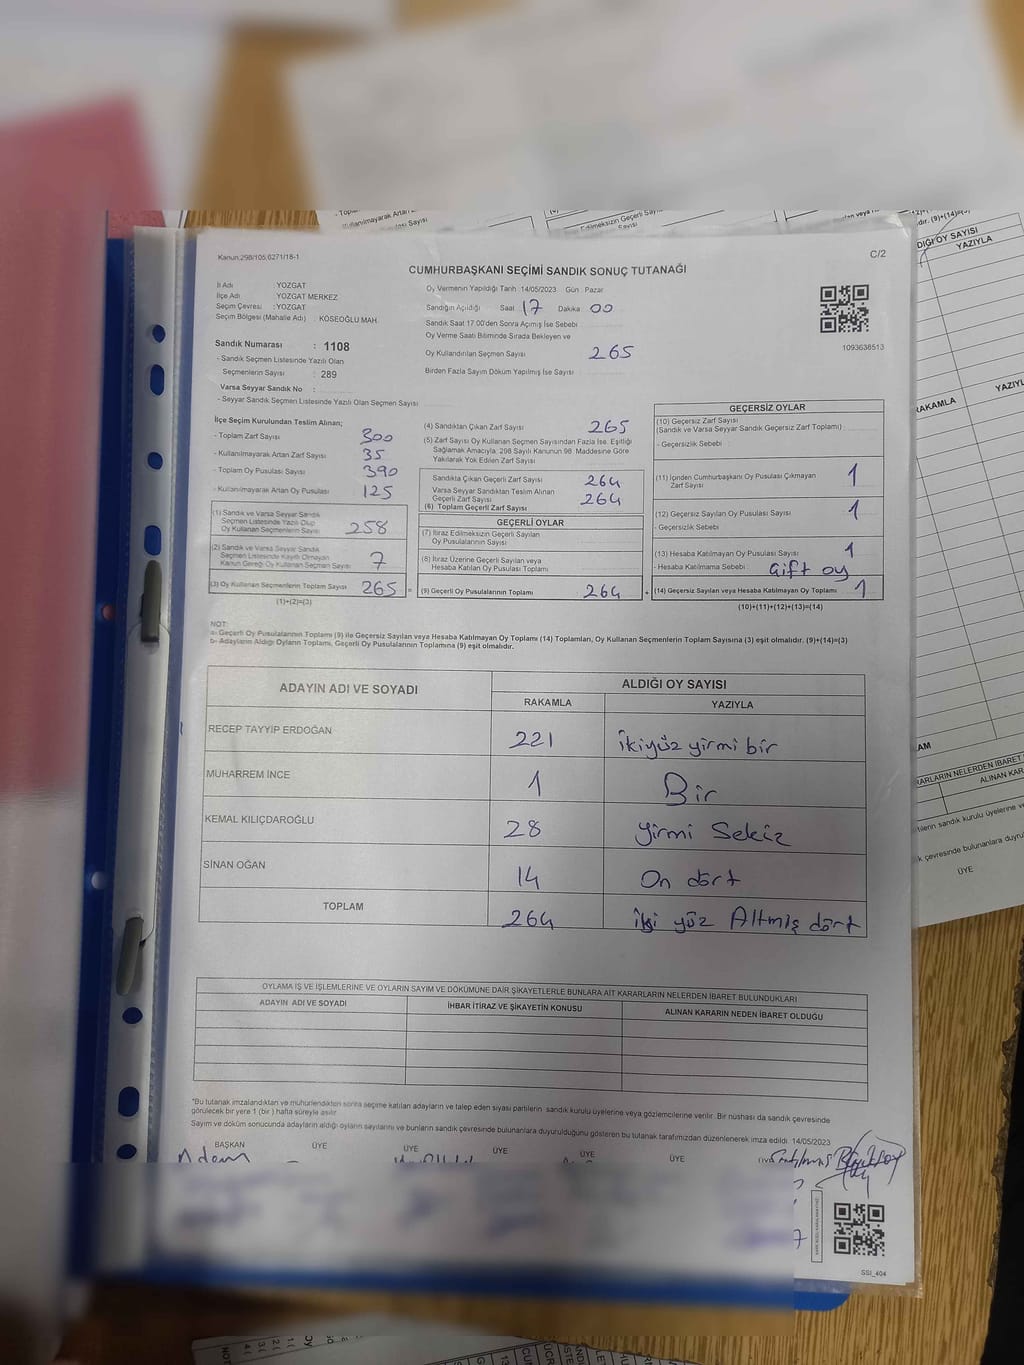 Kanun;298/105;6271/18-1
C/2
CUMHURBAŞKANI SEÇİMİ SANDIK SONUÇ TUTANAĞI
İl Adı : YOZGAT
İlçe Adı : YOZGAT MERKEZ
Seçim Çevresi : YOZGAT
Seçim Bölgesi (Mahalle Adı) : KÖSEOĞLU MAH.
Sandık Numarası : 1108
- Sandık Seçmen Listesinde Yazılı Olan
Seçmenlerin Sayısı : 289
Varsa Seyyar Sandık No :
- Seyyar Sandık Seçmen Listesinde Yazılı Olan Seçmen Sayısı
Oy Vermenin Yapıldığı Tarih 14/05/2023 Gün : Pazar
Sandığın Açıldığı Saat 17 Dakika 00
Sandık Saat 17:00'den Sonra Açılmış İse Sebebi
Oy Verme Saati Bitiminde Sırada Bekleyen ve
Oy Kullandırılan Seçmen Sayısı 265
Birden Fazla Sayım Döküm Yapılmış İse Sayısı
1093638513
İlçe Seçim Kurulundan Teslim Alınan;
- Toplam Zarf Sayısı 300
- Kullanılmayarak Artan Zarf Sayısı 35
- Toplam Oy Pusulası Sayısı 390
- Kullanılmayarak Artan Oy Pusulası 125
(1) Sandık ve Varsa Seyyar Sandık
Seçmen Listesinde Yazılı Olup
Oy Kullanan Seçmenlerin Sayısı 258
(2) Sandık ve Varsa Seyyar Sandık
Seçmen Listesinde Kayıtlı Olmayan
Kanun Gereği Oy Kullanan Seçmen Sayısı 7
(3) Oy Kullanan Seçmenlerin Toplam Sayısı 265 =
(1)+(2)=(3)
(4) Sandıktan Çıkan Zarf Sayısı 265
(5) Zarf Sayısı Oy Kullanan Seçmen Sayısından Fazla İse, Eşitliği
Sağlamak Amacıyla, 298 Sayılı Kanunun 98. Maddesine Göre
Yakılarak Yok Edilen Zarf Sayısı
Sandıkta Çıkan Geçerli Zarf Sayısı 264
Varsa Seyyar Sandıktan Teslim Alınan
Geçerli Zarf Sayısı 264
(6) Toplam Geçerli Zarf Sayısı
GEÇERLİ OYLAR
(7) İtiraz Edilmeksizin Geçerli Sayılan
Oy Pusulalarının Sayısı
(8) İtiraz Üzerine Geçerli Sayılan veya
Hesaba Katılan Oy Pusulası Toplamı
(9) Geçerli Oy Pusulalarının Toplamı 264 +
GEÇERSİZ OYLAR
(10) Geçersiz Zarf Sayısı
(Sandık ve Varsa Seyyar Sandık Geçersiz Zarf Toplamı)
- Geçersizlik Sebebi :
(11) İçinden Cumhurbaşkanı Oy Pusulası Çıkmayan
Zarf Sayısı 1
(12) Geçersiz Sayılan Oy Pusulası Sayısı 1
- Geçersizlik Sebebi
(13) Hesaba Katılmayan Oy Pusulası Sayısı 1
- Hesaba Katılmama Sebebi : Gift oy
(14) Geçersiz Sayılan veya Hesaba Katılmayan Oy Toplamı 1
(10)+(11)+(12)+(13)=(14)
NOT:
a- Geçerli Oy Pusulalarının Toplamı (9) ile Geçersiz Sayılan veya Hesaba Katılmayan Oy Toplamı (14) Toplamları, Oy Kullanan Seçmenlerin Toplam Sayısına (3) eşit olmalıdır. (9)+(14)=(3)
b- Adayların Aldığı Oyların Toplamı, Geçerli Oy Pusulalarının Toplamına (9) eşit olmalıdır.
ADAYIN ADI VE SOYADI
ALDIĞI OY SAYISI
RAKAMLA YAZIYLA
RECEP TAYYİP ERDOĞAN 221 ikiyüz yirmi bir
MUHARREM İNCE 1 Bir
KEMAL KILIÇDAROĞLU 28 yirmi Sekiz
SİNAN OĞAN 14 On dört
TOPLAM 264 iki yüz Altmış dört
OYLAMA İŞ VE İŞLEMLERİNE VE OYLARIN SAYIM VE DÖKÜMÜNE DAİR ŞİKAYETLERLE BUNLARA AİT KARARLARIN NELERDEN İBARET BULUNDUKLARI
ADAYIN ADI VE SOYADI İHBAR İTİRAZ VE ŞİKAYETİN KONUSU ALINAN KARARIN NEDEN İBARET OLDUĞU
*Bu tutanak imzalandıktan ve mühürlendikten sonra seçime katılan adayların ve talep eden siyasi partilerin sandık kurulu üyelerine veya gözlemcilerine verilir. Bir nüshası da sandık çevresinde
görülecek bir yere 1 (bir) hafta süreyle asılır.
Sayım ve döküm sonucunda adayların aldığı oyların sayılarını ve bunların sandık çevresinde bulunanlara duyurulduğunu gösteren bu tutanak tarafımızdan düzenlenerek imza edildi. 14/05/2023
BAŞKAN ÜYE ÜYE ÜYE ÜYE ÜYE
Adem
SSI_404
DIĞI OY SAYISI
YAZIYLA
RAKAMLA
ARARLARIN NELERDEN İBARET
ALINAN KAR
ÜYE